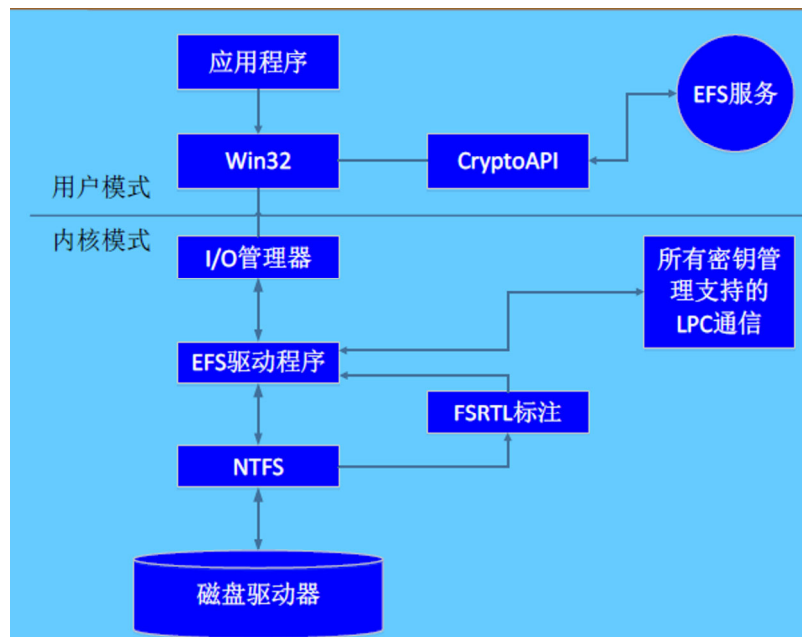 应用程序
EFS服务
Win32
CryptoAPI
用户模式
内核模式
I/O管理器
所有密钥管
理支持的
LPC通信
EFS驱动程序
FSRTL标注
NTFS
磁盘驱动器